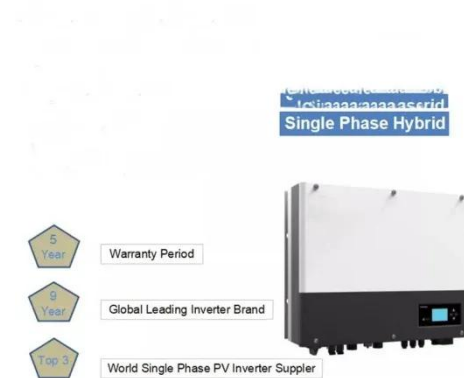 Single Phase Hybrid
5
Year
Warranty Period
9
Year
Global Leading Inverter Brand
Top 3
World Single Phase PV Inverter Suppler